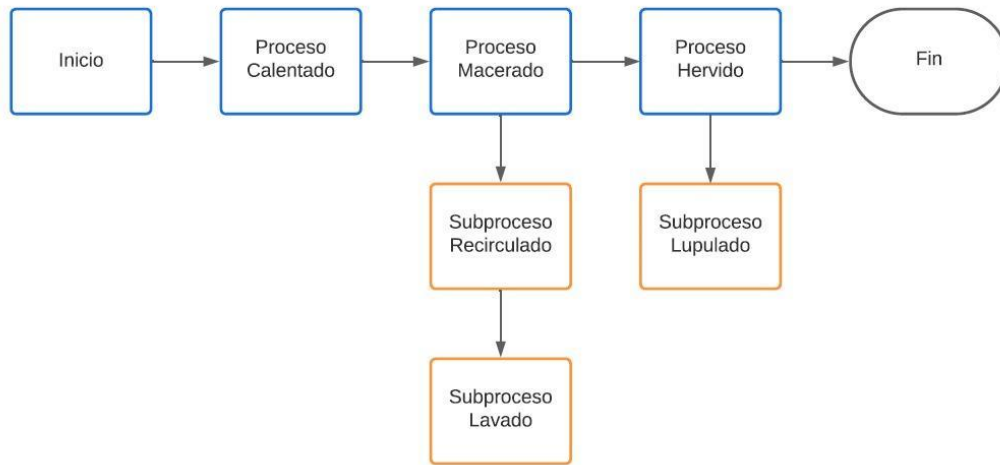 Inicio
Proceso
Calentado
Proceso
Macerado
Proceso
Hervido
Fin
Subproceso
Recirculado
Subproceso
Lupulado
Subproceso
Lavado